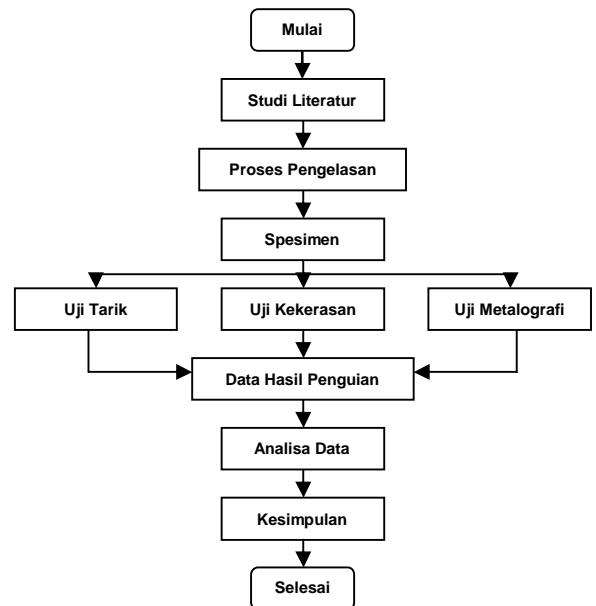 Mulai
Studi Literatur
Proses Pengelasan
Spesimen
Uji Tarik
Uji Kekerasan
Uji Metalografi
Data Hasil Penguian
Analisa Data
Kesimpulan
Selesai